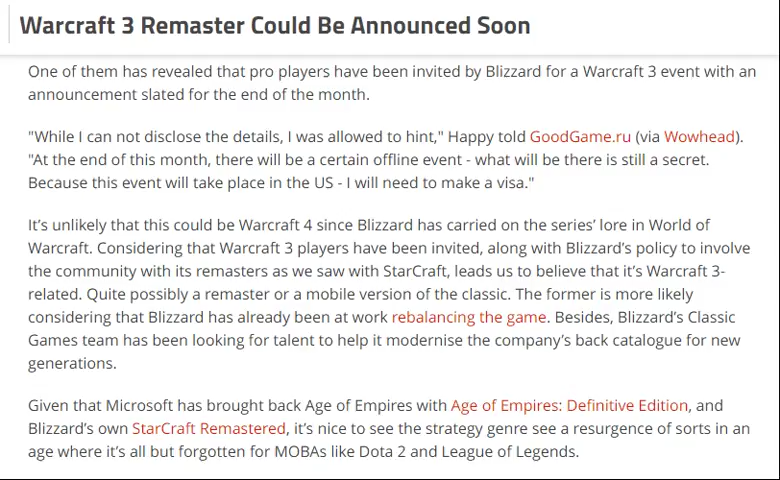 Warcraft 3 Remaster Could Be Announced Soon
One of them has revealed that pro players have been invited by Blizzard for a Warcraft 3 event with an
announcement slated for the end of the month.
"While I can not disclose the details, I was allowed to hint," Happy told GoodGame.ru (via Wowhead).
"At the end of this month, there will be a certain offline event - what will be there is still a secret.
Because this event will take place in the US - I will need to make a visa."
It’s unlikely that this could be Warcraft 4 since Blizzard has carried on the series’ lore in World of
Warcraft. Considering that Warcraft 3 players have been invited, along with Blizzard’s policy to involve
the community with its remasters as we saw with StarCraft, leads us to believe that it’s Warcraft 3-
related. Quite possibly a remaster or a mobile version of the classic. The former is more likely
considering that Blizzard has already been at work rebalancing the game. Besides, Blizzard’s Classic
Games team has been looking for talent to help it modernise the company’s back catalogue for new
generations.
Given that Microsoft has brought back Age of Empires with Age of Empires: Definitive Edition, and
Blizzard’s own StarCraft Remastered, it’s nice to see the strategy genre see a resurgence of sorts in an
age where it’s all but forgotten for MOBAs like Dota 2 and League of Legends.